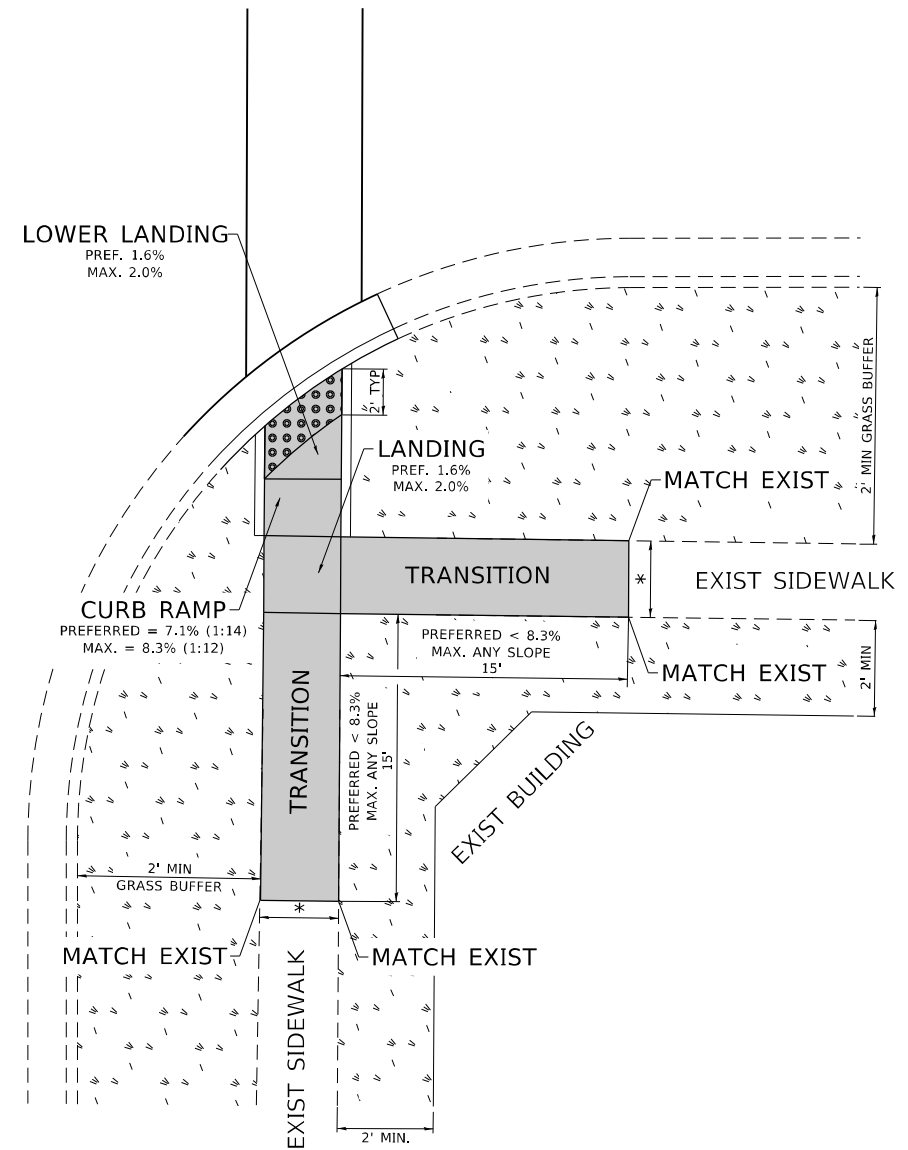 LOWER LANDING
PREF. 1.6%
MAX. 2.0%
2' TYP
2' MIN GRASS BUFFER
LANDING
PREF. 1.6%
MAX. 2.0%
MATCH EXIST
TRANSITION
*
EXIST SIDEWALK
CURB RAMP
PREFERRED = 7.1% (1:14)
MAX. = 8.3% (1:12)
PREFERRED < 8.3%
MAX. ANY SLOPE
15'
MATCH EXIST
2' MIN
TRANSITION
PREFERRED < 8.3%
MAX. ANY SLOPE
15'
EXIST BUILDING
2' MIN
GRASS BUFFER
*
MATCH EXIST
MATCH EXIST
EXIST SIDEWALK
2' MIN.